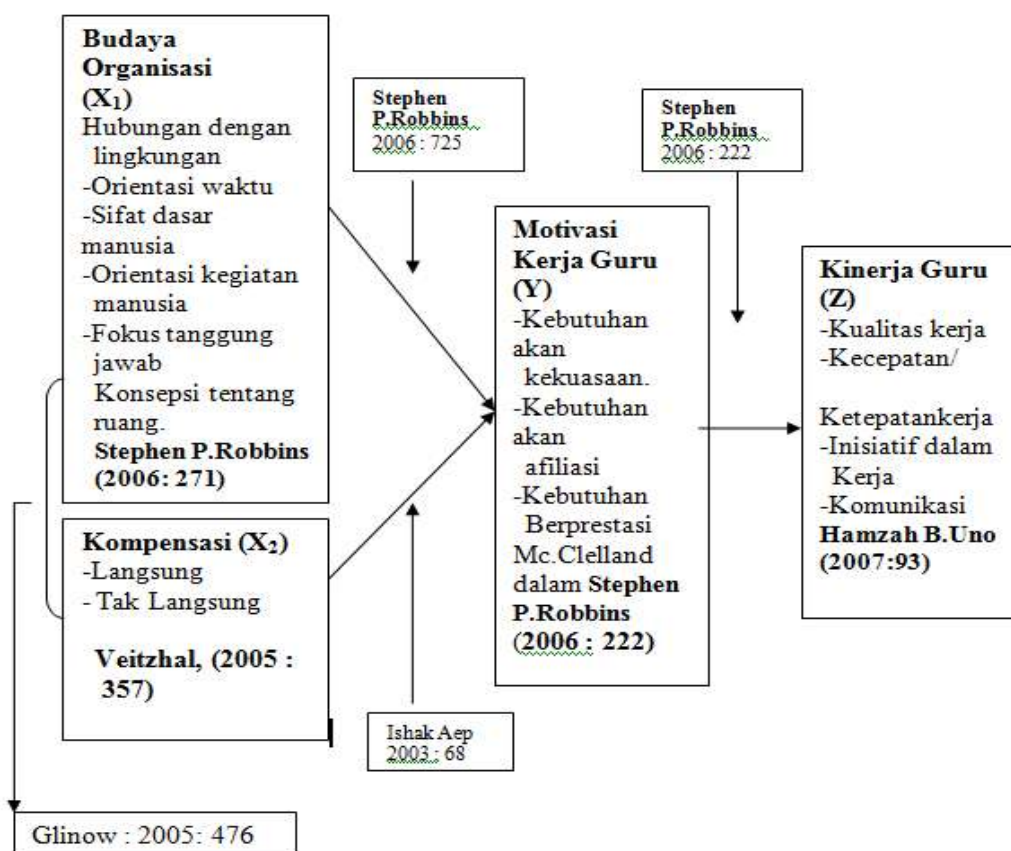 Budaya
Organisasi
(X₁)
Hubungan dengan
lingkungan
-Orientasi waktu
-Sifat dasar
manusia
-Orientasi kegiatan
manusia
-Fokus tanggung
jawab
Konsepsi tentang
ruang.
Stephen P.Robbins
(2006: 271)
Kompensasi (X₂)
-Langsung
- Tak Langsung
Veitzhal, (2005 :
357)
Glinow : 2005: 476
Stephen
P.Robbins
2006 : 725
Ishak Aep
2003 : 68
Motivasi
Kerja Guru
(Y)
-Kebutuhan
akan
kekuasaan.
-Kebutuhan
akan
afiliasi
-Kebutuhan
Berprestasi
Mc.Clelland
dalam Stephen
P.Robbins
(2006 : 222)
Stephen
P.Robbins
2006 : 222
Kinerja Guru
(Z)
-Kualitas kerja
-Kecepatan/
Ketepatankerja
-Inisiatif dalam
Kerja
-Komunikasi
Hamzah B.Uno
(2007:93)